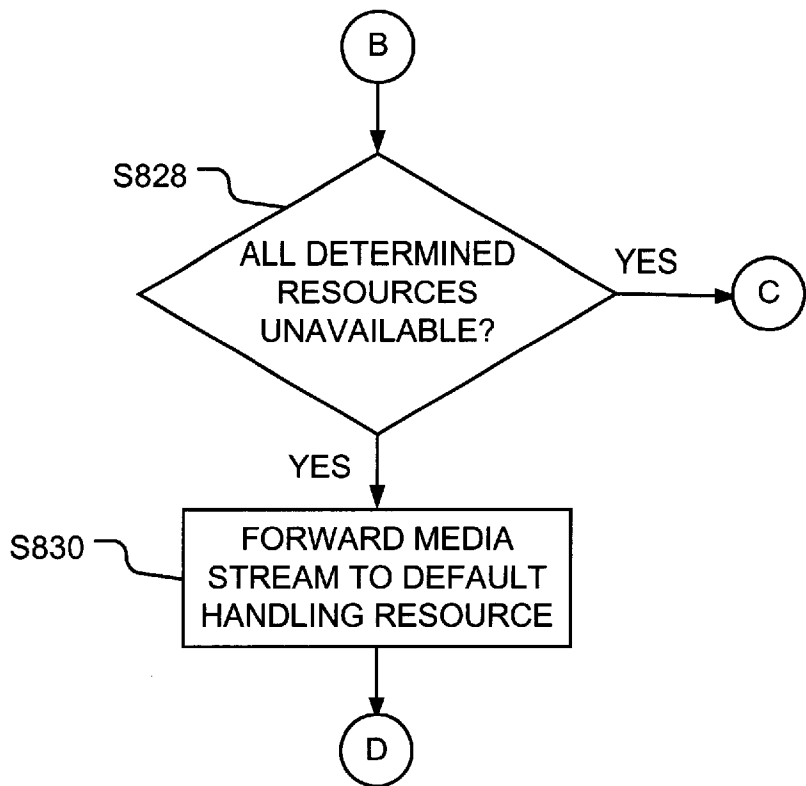 B
S828
ALL DETERMINED
RESOURCES
UNAVAILABLE?
YES
C
YES
S830
FORWARD MEDIA
STREAM TO DEFAULT
HANDLING RESOURCE
D